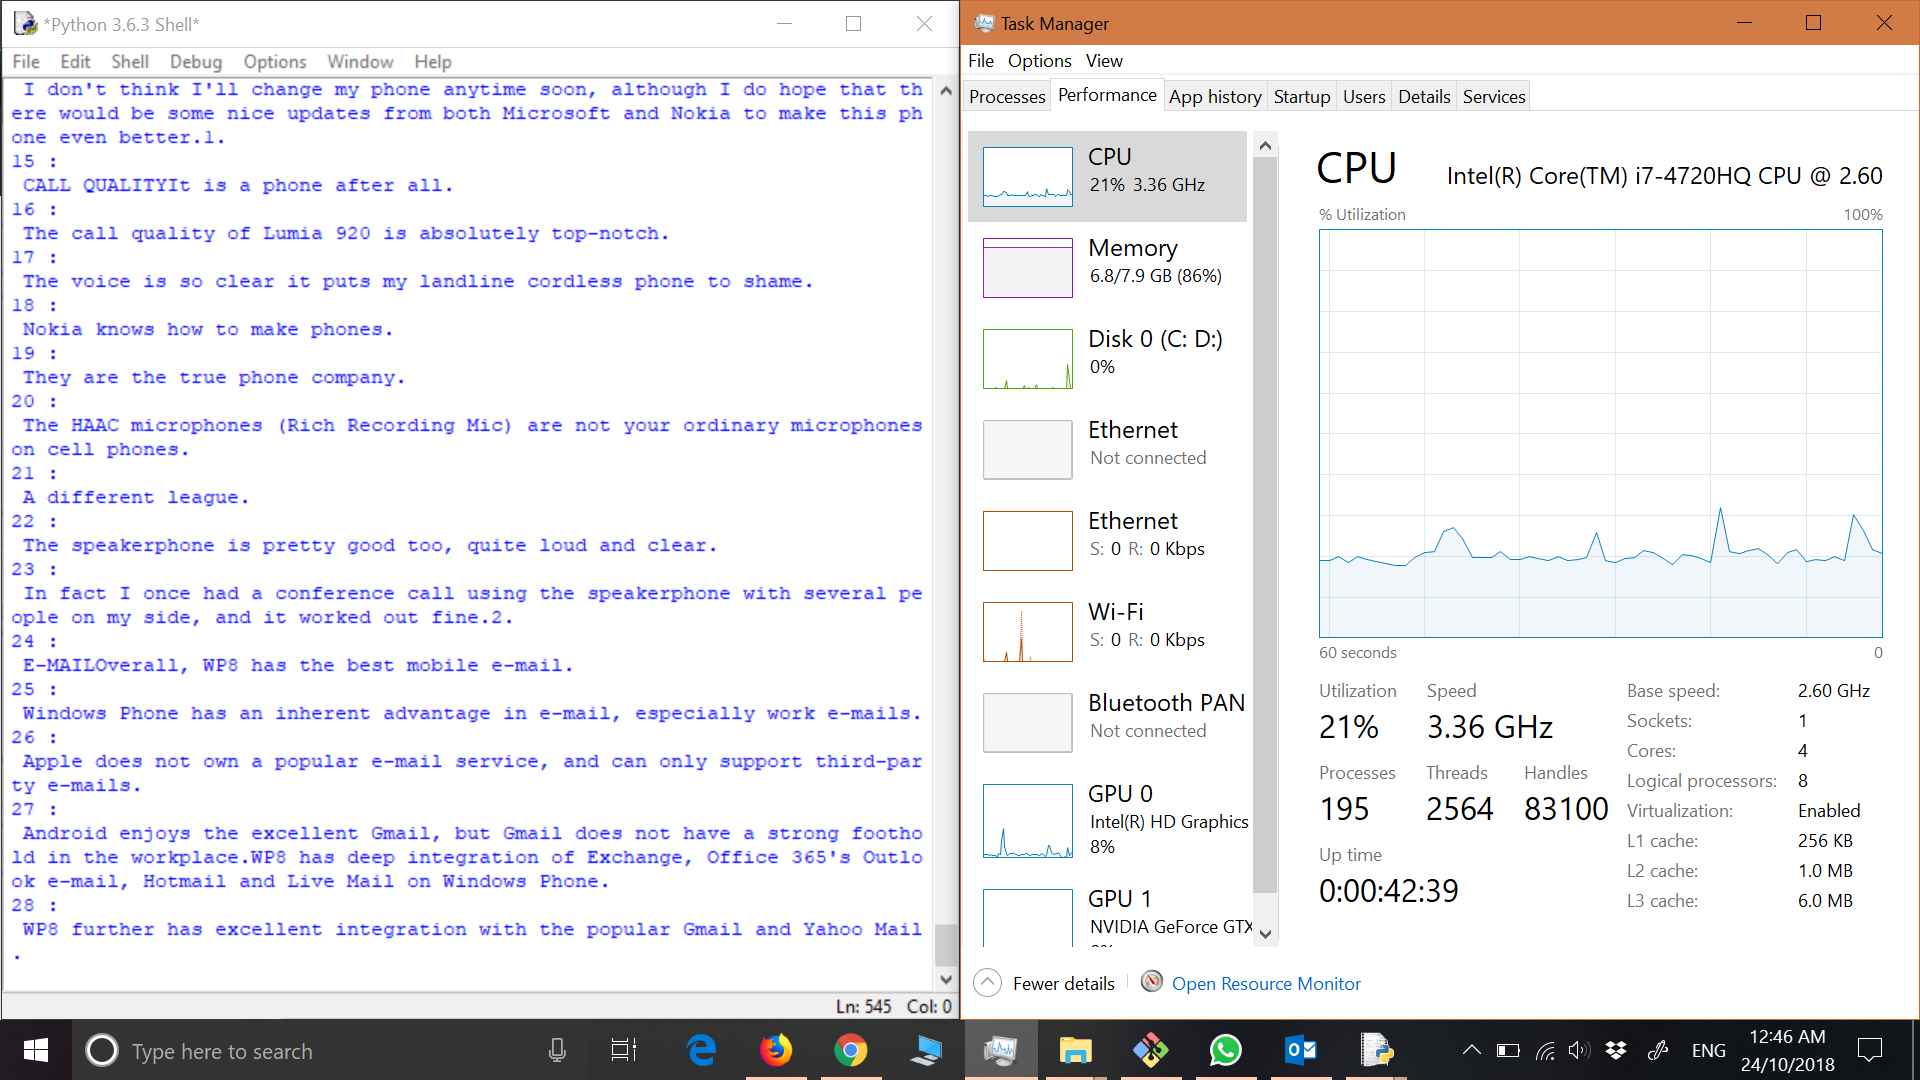 *Python 3.6.3 Shell*
File Edit Shell Debug Options Window Help
I don't think I'll change my phone anytime soon, although I do hope that th
ere would be some nice updates from both Microsoft and Nokia to make this ph
one even better.1.
15 :
CALL QUALITYIt is a phone after all.
16 :
The call quality of Lumia 920 is absolutely top-notch.
17 :
The voice is so clear it puts my landline cordless phone to shame.
18 :
Nokia knows how to make phones.
19 :
They are the true phone company.
20 :
The HAAC microphones (Rich Recording Mic) are not your ordinary microphones
on cell phones.
21 :
A different league.
22 :
The speakerphone is pretty good too, quite loud and clear.
23 :
In fact I once had a conference call using the speakerphone with several pe
ople on my side, and it worked out fine.2.
24 :
E-MAILOverall, WP8 has the best mobile e-mail.
25 :
Windows Phone has an inherent advantage in e-mail, especially work e-mails.
26 :
Apple does not own a popular e-mail service, and can only support third-par
ty e-mails.
27 :
Android enjoys the excellent Gmail, but Gmail does not have a strong footho
ld in the workplace.WP8 has deep integration of Exchange, Office 365's Outlo
ok e-mail, Hotmail and Live Mail on Windows Phone.
28 :
WP8 further has excellent integration with the popular Gmail and Yahoo Mail
.
Ln: 545 Col: 0
Task Manager
File Options View
Processes Performance App history Startup Users Details Services
CPU
21% 3.36 GHz
Memory
6.8/7.9 GB (86%)
Disk 0 (C: D:)
0%
Ethernet
Not connected
Ethernet
S: 0 R: 0 Kbps
Wi-Fi
S: 0 R: 0 Kbps
Bluetooth PAN
Not connected
GPU 0
Intel(R) HD Graphics
8%
GPU 1
NVIDIA GeForce GTX
CPU Intel(R) Core(TM) i7-4720HQ CPU @ 2.60
% Utilization 100%
60 seconds 0
Utilization Speed
21% 3.36 GHz
Processes Threads Handles
195 2564 83100
Up time
0:00:42:39
Base speed: 2.60 GHz
Sockets: 1
Cores: 4
Logical processors: 8
Virtualization: Enabled
L1 cache: 256 KB
L2 cache: 1.0 MB
L3 cache: 6.0 MB
Fewer details Open Resource Monitor
Type here to search
ENG
12:46 AM
24/10/2018